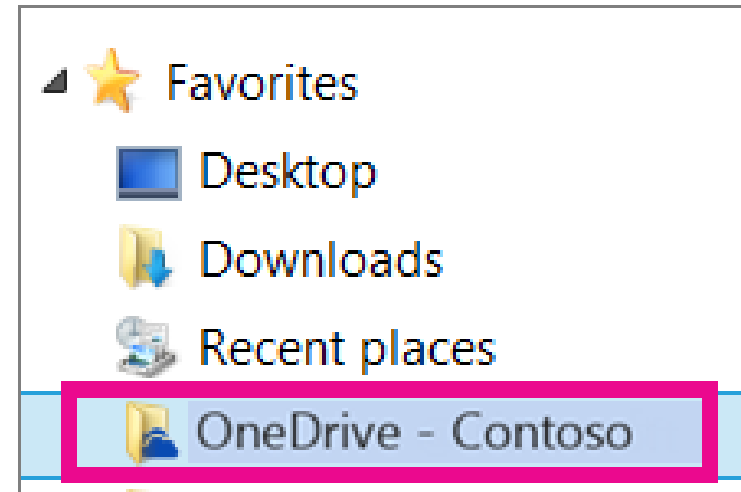 Favorites
Desktop
Downloads
Recent places
OneDrive - Contoso